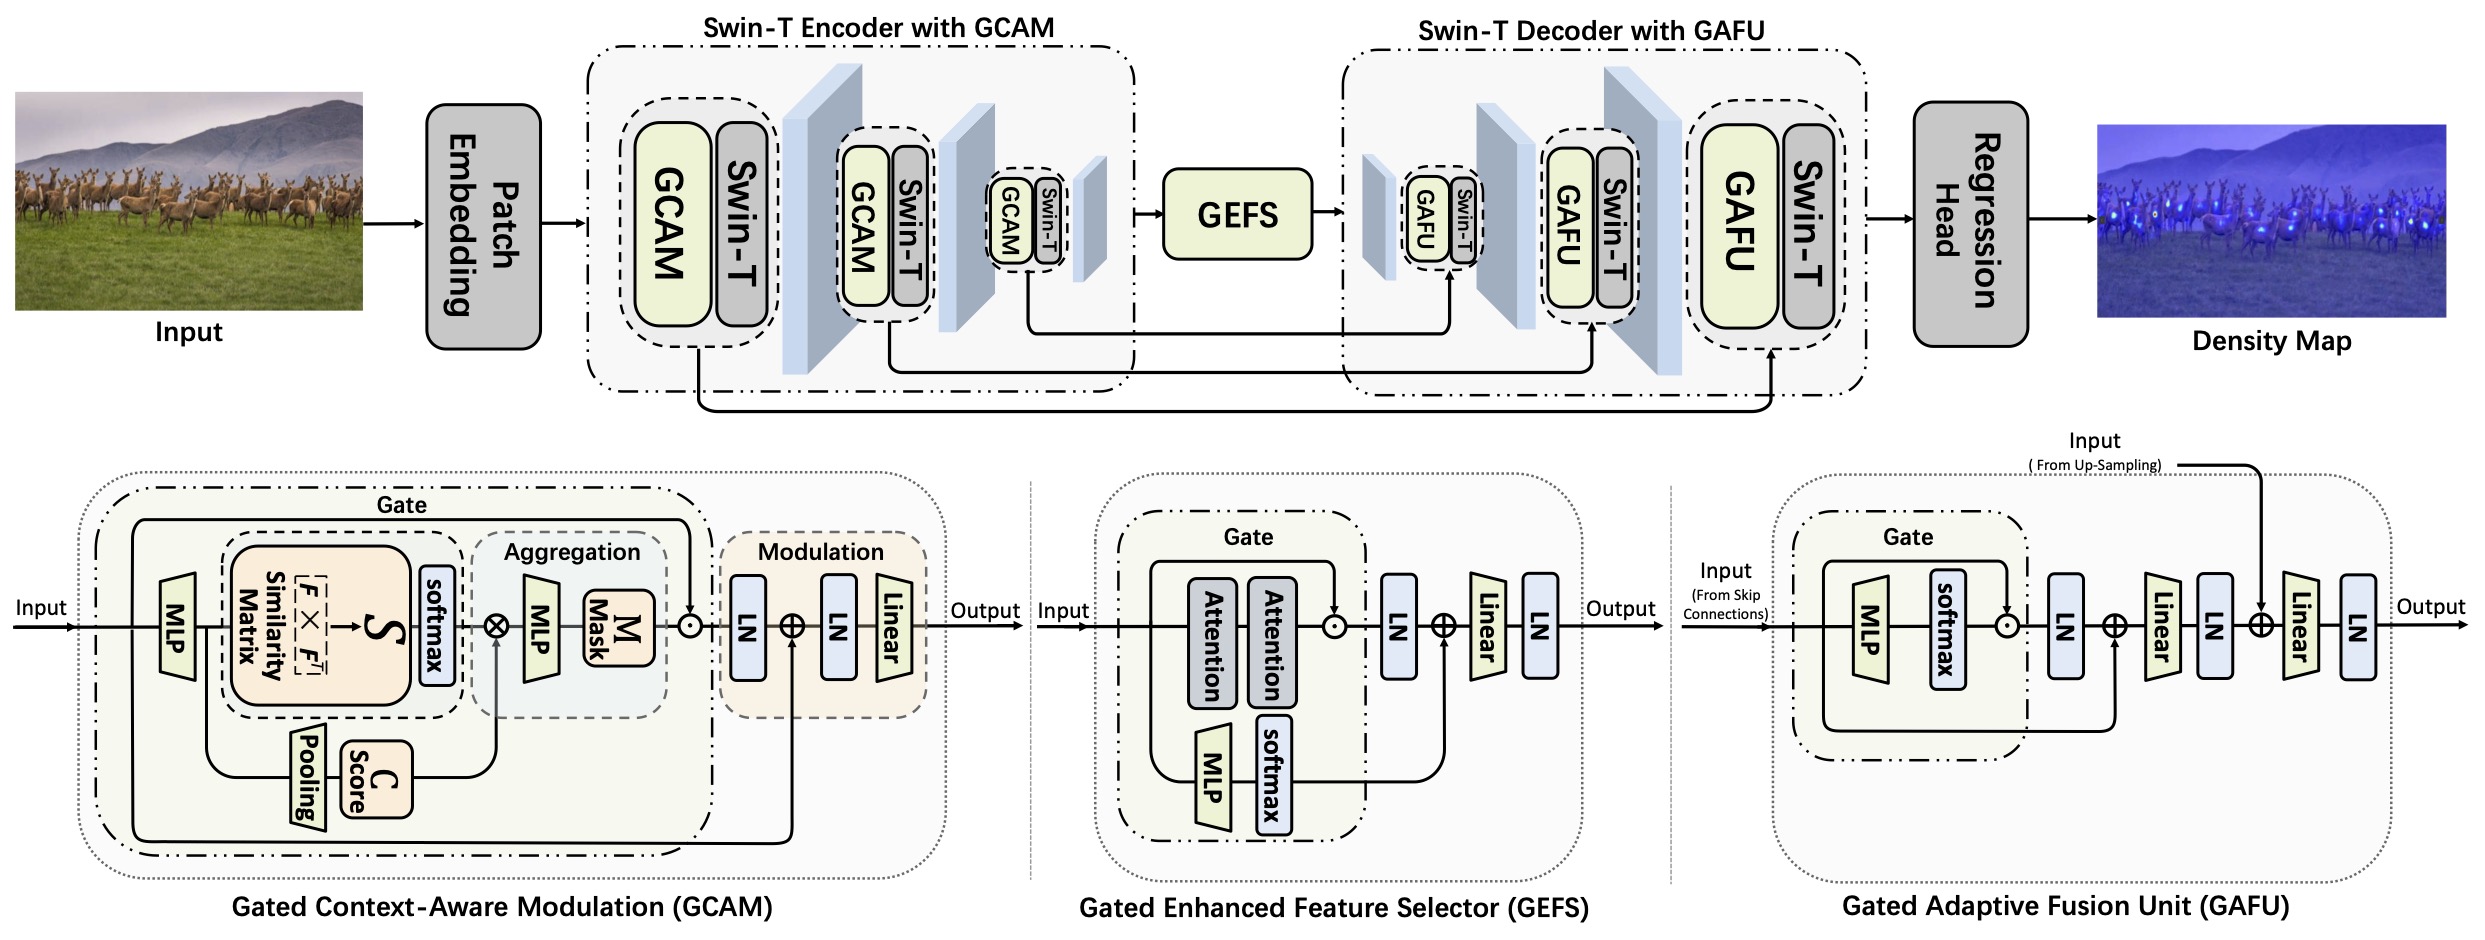 Swin-T Encoder with GCAM
Swin-T Decoder with GAFU
Input
Patch
Embedding
GCAM
Swin-T
GCAM
Swin-T
GCAM
Swin-T
GEFS
GAFU
Swin-T
GAFU
Swin-T
GAFU
Swin-T
Regression
Head
Density Map
Input
Gate
MLP
F × Fᵀ
Similarity
Matrix
S
softmax
Pooling
C
Score
Aggregation
MLP
M
Mask
Modulation
LN
LN
Linear
Output
Gated Context-Aware Modulation (GCAM)
Input
Gate
Attention
Attention
MLP
softmax
LN
Linear
LN
Output
Gated Enhanced Feature Selector (GEFS)
Input
( From Up-Sampling)
Input
(From Skip
Connections)
Gate
MLP
softmax
LN
Linear
LN
Linear
LN
Output
Gated Adaptive Fusion Unit (GAFU)